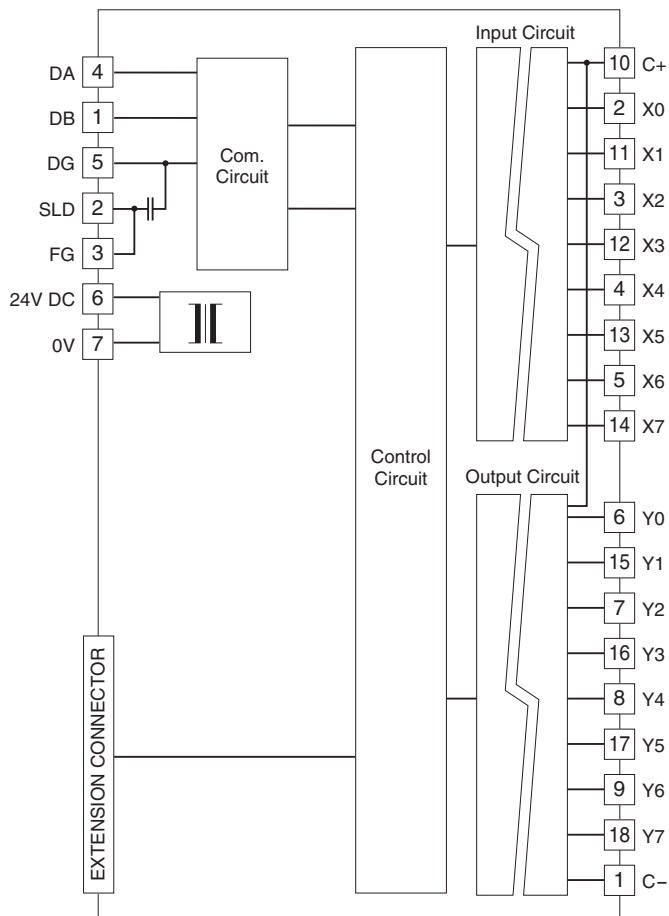 Input Circuit
DA 4
DB 1
DG 5
SLD 2
FG 3
24V DC 6
0V 7
Com.
Circuit
Control
Circuit
10 C+
2 X0
11 X1
3 X2
12 X3
4 X4
13 X5
5 X6
14 X7
Output Circuit
6 Y0
15 Y1
7 Y2
16 Y3
8 Y4
17 Y5
9 Y6
18 Y7
1 C−
EXTENSION CONNECTOR